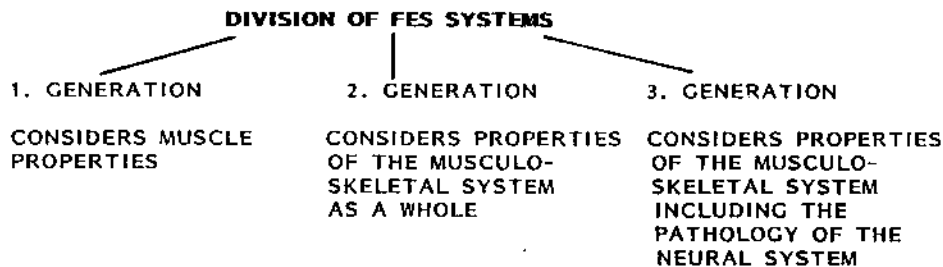 DIVISION OF FES SYSTEMS
1. GENERATION
CONSIDERS MUSCLE
PROPERTIES
2. GENERATION
CONSIDERS PROPERTIES
OF THE MUSCULO-
SKELETAL SYSTEM
AS A WHOLE
3. GENERATION
CONSIDERS PROPERTIES
OF THE MUSCULO-
SKELETAL SYSTEM
INCLUDING THE
PATHOLOGY OF THE
NEURAL SYSTEM